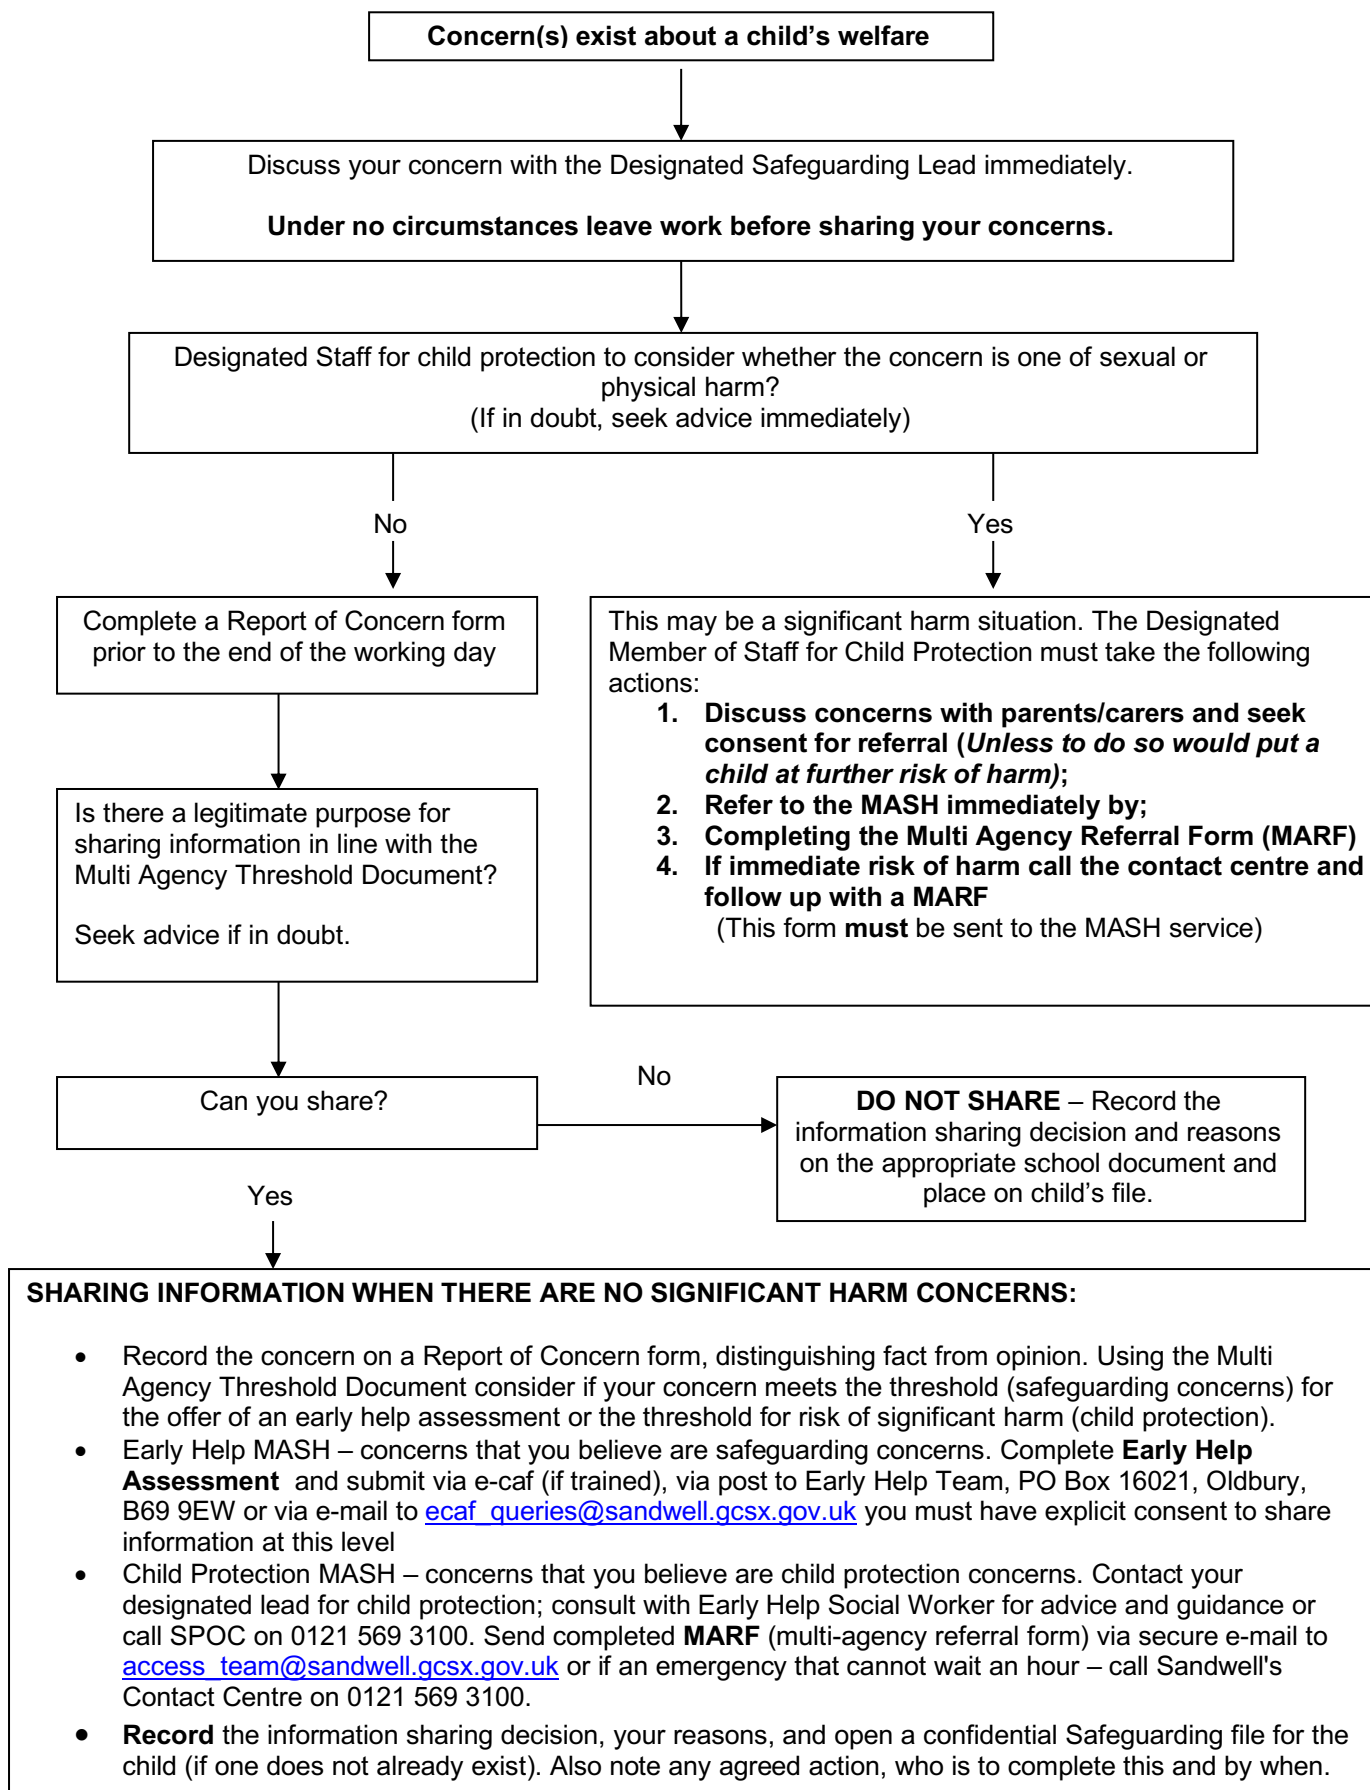 Concern(s) exist about a child’s welfare
Discuss your concern with the Designated Safeguarding Lead immediately.
Under no circumstances leave work before sharing your concerns.
Designated Staff for child protection to consider whether the concern is one of sexual or
physical harm?
(If in doubt, seek advice immediately)
No
Yes
Complete a Report of Concern form
prior to the end of the working day
This may be a significant harm situation. The Designated
Member of Staff for Child Protection must take the following
actions:
1. Discuss concerns with parents/carers and seek
consent for referral (Unless to do so would put a
child at further risk of harm);
2. Refer to the MASH immediately by;
3. Completing the Multi Agency Referral Form (MARF)
4. If immediate risk of harm call the contact centre and
follow up with a MARF
(This form must be sent to the MASH service)
Is there a legitimate purpose for
sharing information in line with the
Multi Agency Threshold Document?
Seek advice if in doubt.
Can you share?
No
DO NOT SHARE – Record the
information sharing decision and reasons
on the appropriate school document and
place on child’s file.
Yes
SHARING INFORMATION WHEN THERE ARE NO SIGNIFICANT HARM CONCERNS:
• Record the concern on a Report of Concern form, distinguishing fact from opinion. Using the Multi
Agency Threshold Document consider if your concern meets the threshold (safeguarding concerns) for
the offer of an early help assessment or the threshold for risk of significant harm (child protection).
• Early Help MASH – concerns that you believe are safeguarding concerns. Complete Early Help
Assessment and submit via e-caf (if trained), via post to Early Help Team, PO Box 16021, Oldbury,
B69 9EW or via e-mail to ecaf_queries@sandwell.gcsx.gov.uk you must have explicit consent to share
information at this level
• Child Protection MASH – concerns that you believe are child protection concerns. Contact your
designated lead for child protection; consult with Early Help Social Worker for advice and guidance or
call SPOC on 0121 569 3100. Send completed MARF (multi-agency referral form) via secure e-mail to
access_team@sandwell.gcsx.gov.uk or if an emergency that cannot wait an hour – call Sandwell's
Contact Centre on 0121 569 3100.
• Record the information sharing decision, your reasons, and open a confidential Safeguarding file for the
child (if one does not already exist). Also note any agreed action, who is to complete this and by when.